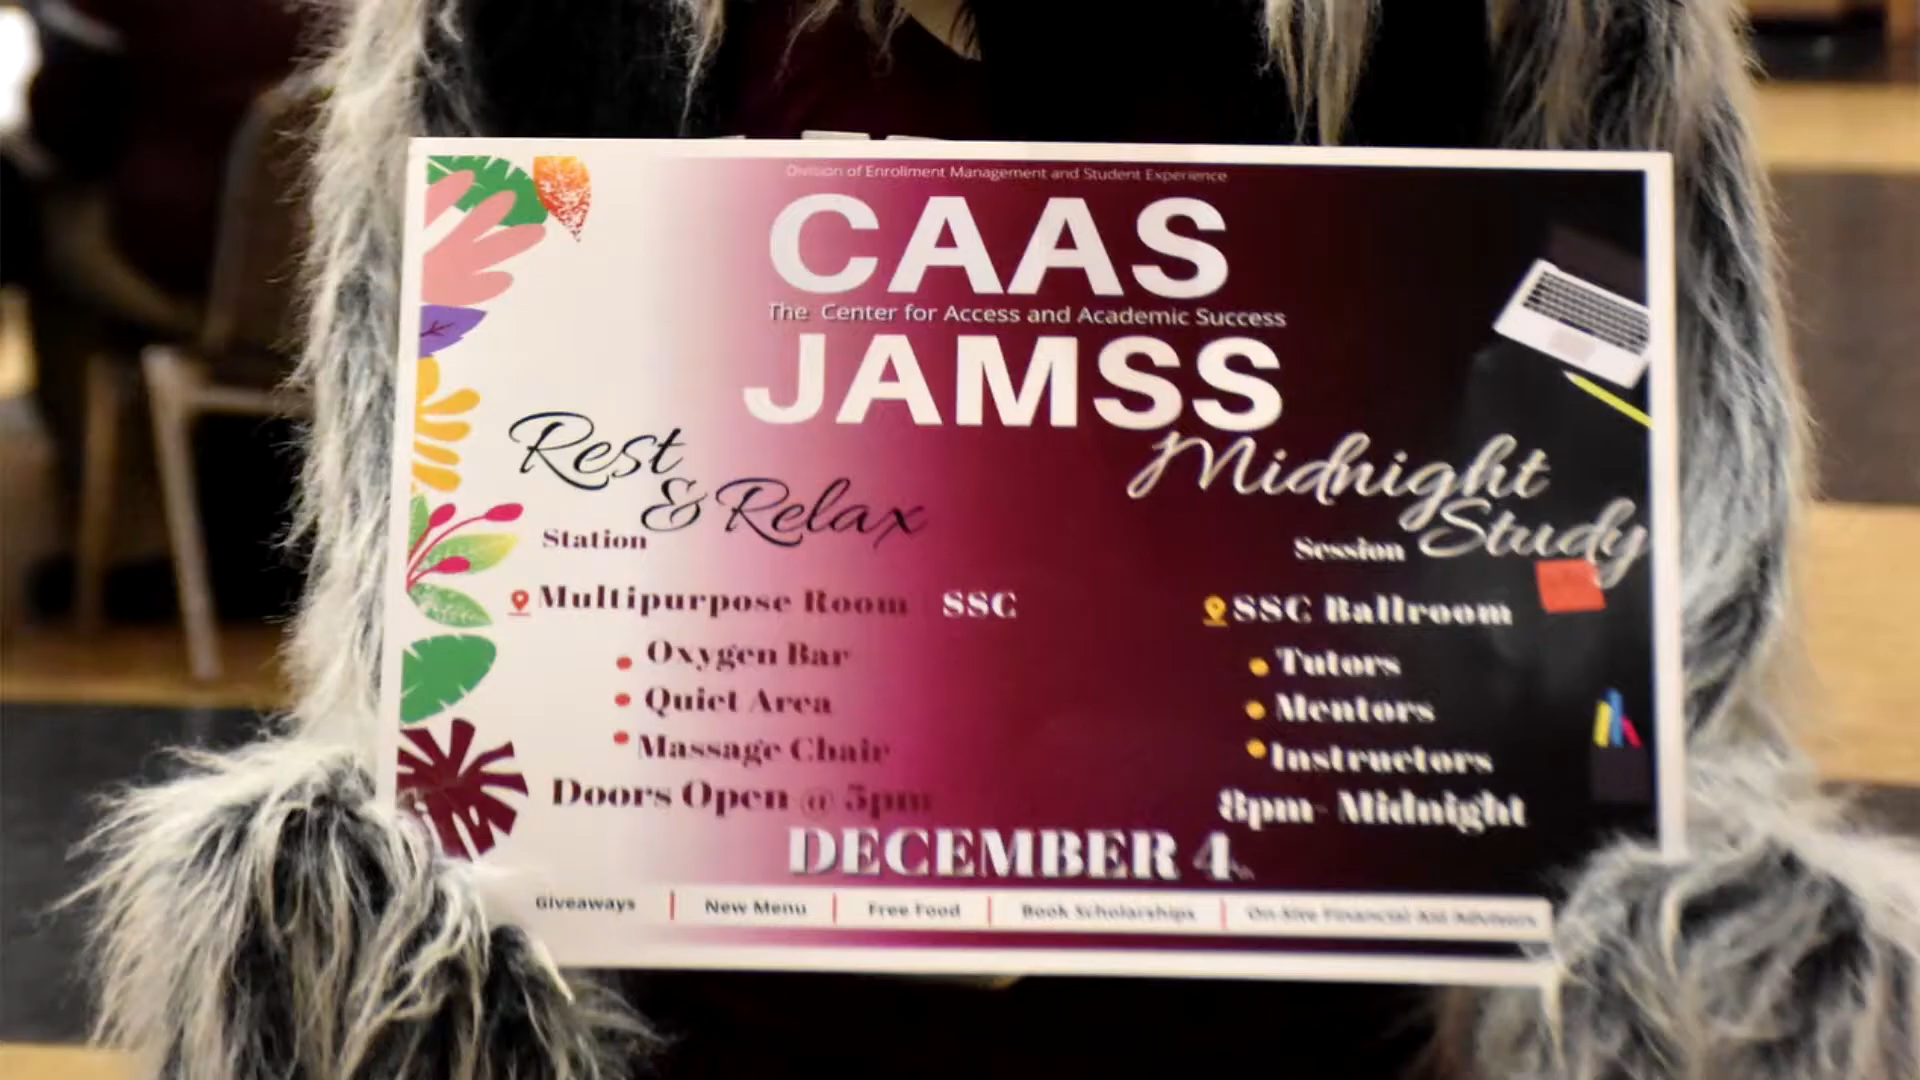 Division of Enrollment Management and Student Experience
CAAS
The Center for Access and Academic Success
JAMSS
Rest
& Relax
Station
Multipurpose Room SSC
Oxygen Bar
Quiet Area
Massage Chair
Doors Open @ 5pm
Midnight
Study
Session
SSC Ballroom
Tutors
Mentors
Instructors
8pm- Midnight
DECEMBER 4
Giveaways | New Menu | Free Food | Book Scholarships | On-Site Financial Aid Advisors